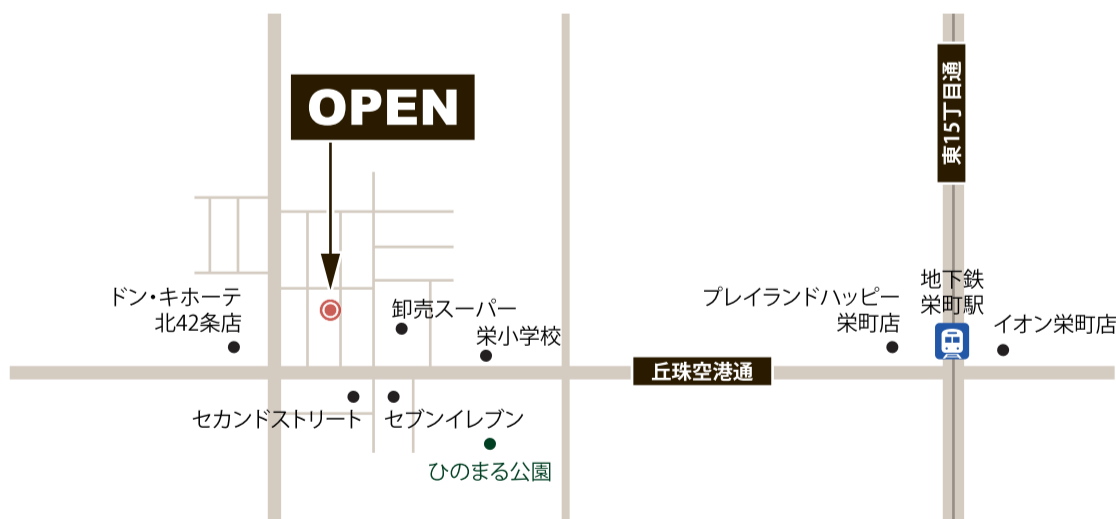 OPEN
東15丁目通
地下鉄
栄町駅
ドン・キホーテ
北42条店
卸売スーパー
栄小学校
プレイランドハッピー
栄町店
イオン栄町店
丘珠空港通
セカンドストリート
セブンイレブン
ひのまる公園